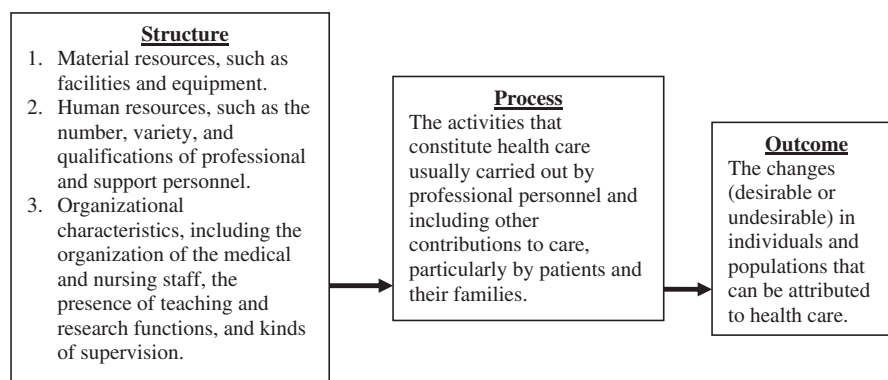 Structure
1. Material resources, such as
facilities and equipment.
2. Human resources, such as the
number, variety, and
qualifications of professional
and support personnel.
3. Organizational
characteristics, including the
organization of the medical
and nursing staff, the
presence of teaching and
research functions, and kinds
of supervision.
Process
The activities that
constitute health care
usually carried out by
professional personnel and
including other
contributions to care,
particularly by patients and
their families.
Outcome
The changes
(desirable or
undesirable) in
individuals and
populations that
can be attributed
to health care.